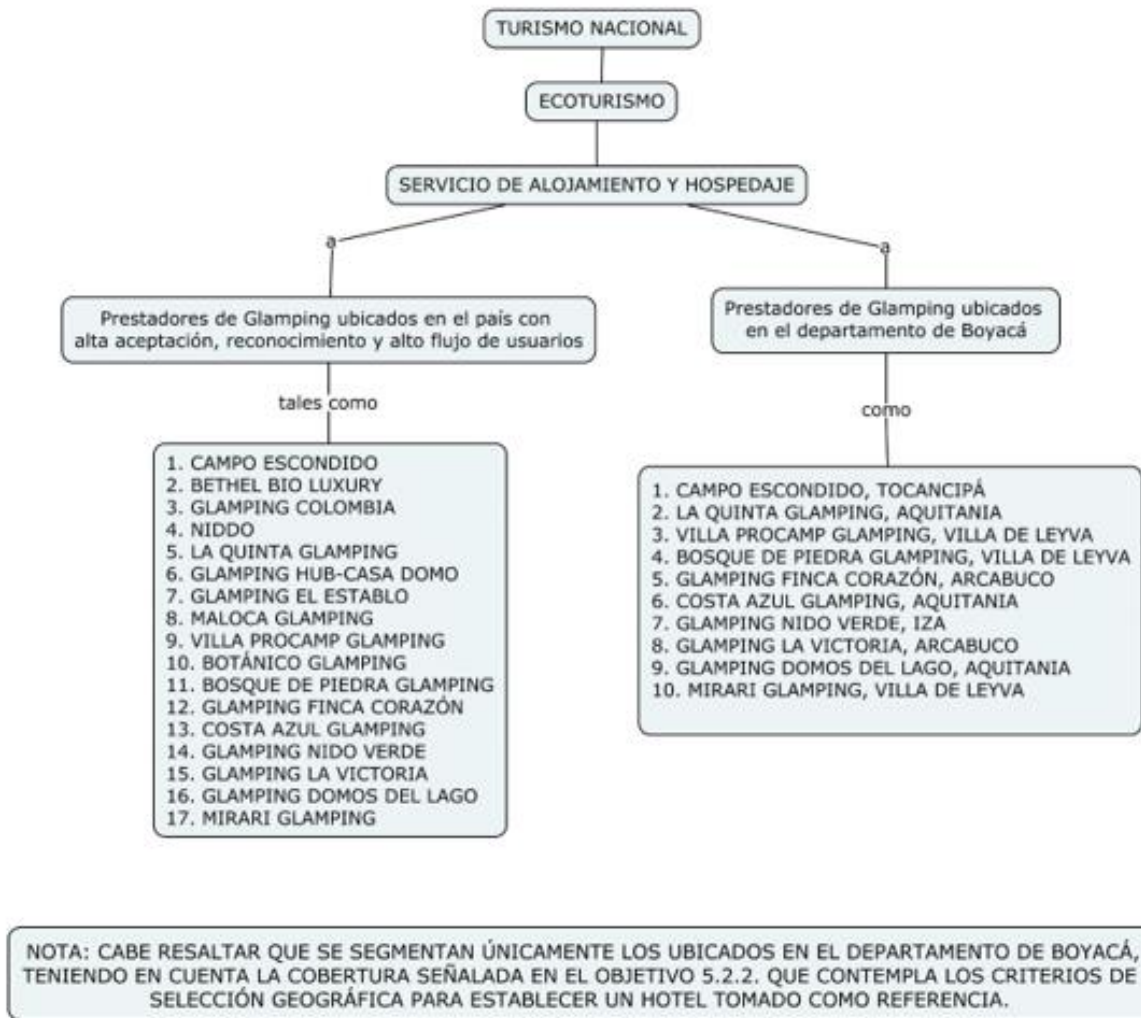 TURISMO NACIONAL
ECOTURISMO
SERVICIO DE ALOJAMIENTO Y HOSPEDAJE
a
a
Prestadores de Glamping ubicados en el país con
alta aceptación, reconocimiento y alto flujo de usuarios
Prestadores de Glamping ubicados
en el departamento de Boyacá
tales como
como
1. CAMPO ESCONDIDO
2. BETHEL BIO LUXURY
3. GLAMPING COLOMBIA
4. NIDDO
5. LA QUINTA GLAMPING
6. GLAMPING HUB-CASA DOMO
7. GLAMPING EL ESTABLO
8. MALOCA GLAMPING
9. VILLA PROCAMP GLAMPING
10. BOTÁNICO GLAMPING
11. BOSQUE DE PIEDRA GLAMPING
12. GLAMPING FINCA CORAZÓN
13. COSTA AZUL GLAMPING
14. GLAMPING NIDO VERDE
15. GLAMPING LA VICTORIA
16. GLAMPING DOMOS DEL LAGO
17. MIRARI GLAMPING
1. CAMPO ESCONDIDO, TOCANCIPÁ
2. LA QUINTA GLAMPING, AQUITANIA
3. VILLA PROCAMP GLAMPING, VILLA DE LEYVA
4. BOSQUE DE PIEDRA GLAMPING, VILLA DE LEYVA
5. GLAMPING FINCA CORAZÓN, ARCABUCO
6. COSTA AZUL GLAMPING, AQUITANIA
7. GLAMPING NIDO VERDE, IZA
8. GLAMPING LA VICTORIA, ARCABUCO
9. GLAMPING DOMOS DEL LAGO, AQUITANIA
10. MIRARI GLAMPING, VILLA DE LEYVA
NOTA: CABE RESALTAR QUE SE SEGMENTAN ÚNICAMENTE LOS UBICADOS EN EL DEPARTAMENTO DE BOYACÁ,
TENIENDO EN CUENTA LA COBERTURA SEÑALADA EN EL OBJETIVO 5.2.2. QUE CONTEMPLA LOS CRITERIOS DE
SELECCIÓN GEOGRÁFICA PARA ESTABLECER UN HOTEL TOMADO COMO REFERENCIA.